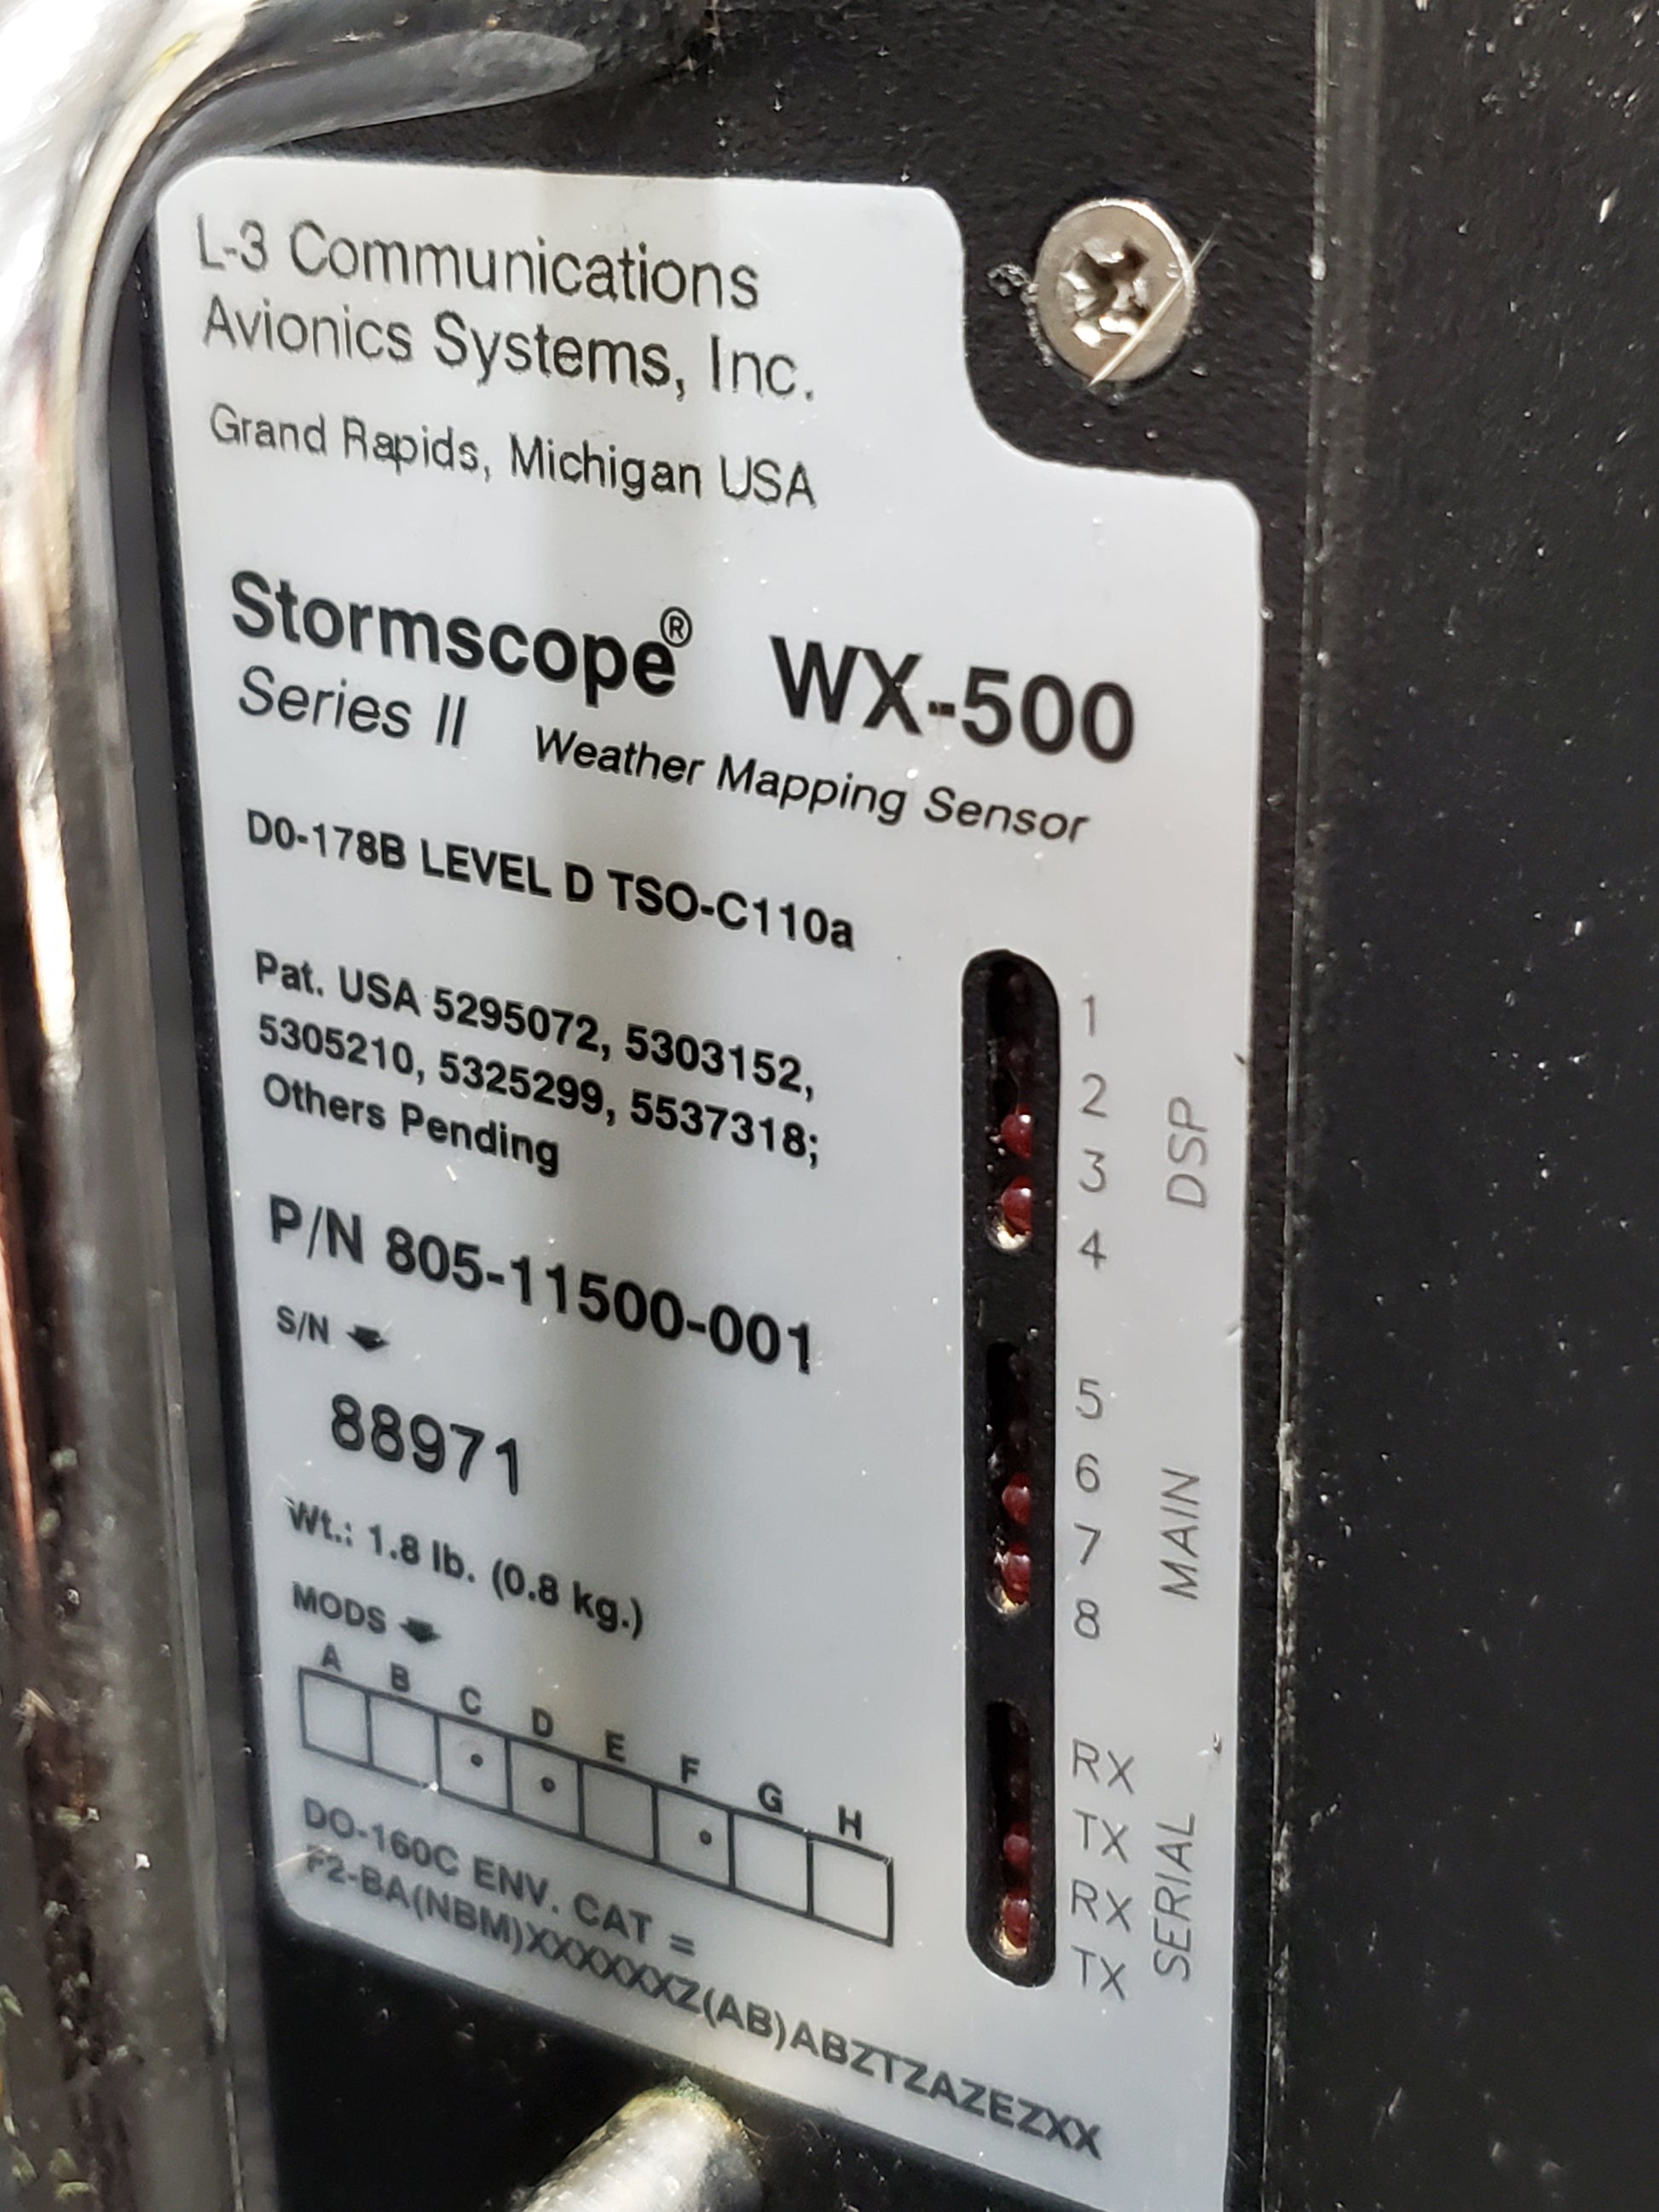 L-3 Communications
Avionics Systems, Inc.
Grand Rapids, Michigan USA
Stormscope® WX-500
Series II Weather Mapping Sensor
D0-178B LEVEL D TSO-C110a
Pat. USA 5295072, 5303152,
5305210, 5325299, 5537318;
Others Pending
P/N 805-11500-001
S/N
88971
Wt.: 1.8 lb. (0.8 kg.)
MODS
A B C D E F G H
DO-160C ENV. CAT =
F2-BA(NBM)XXXXXXZ(AB)ABZTZAZEZXX
1
2
3
4
DSP
5
6
7
8
MAIN
RX
TX
RX
TX
SERIAL